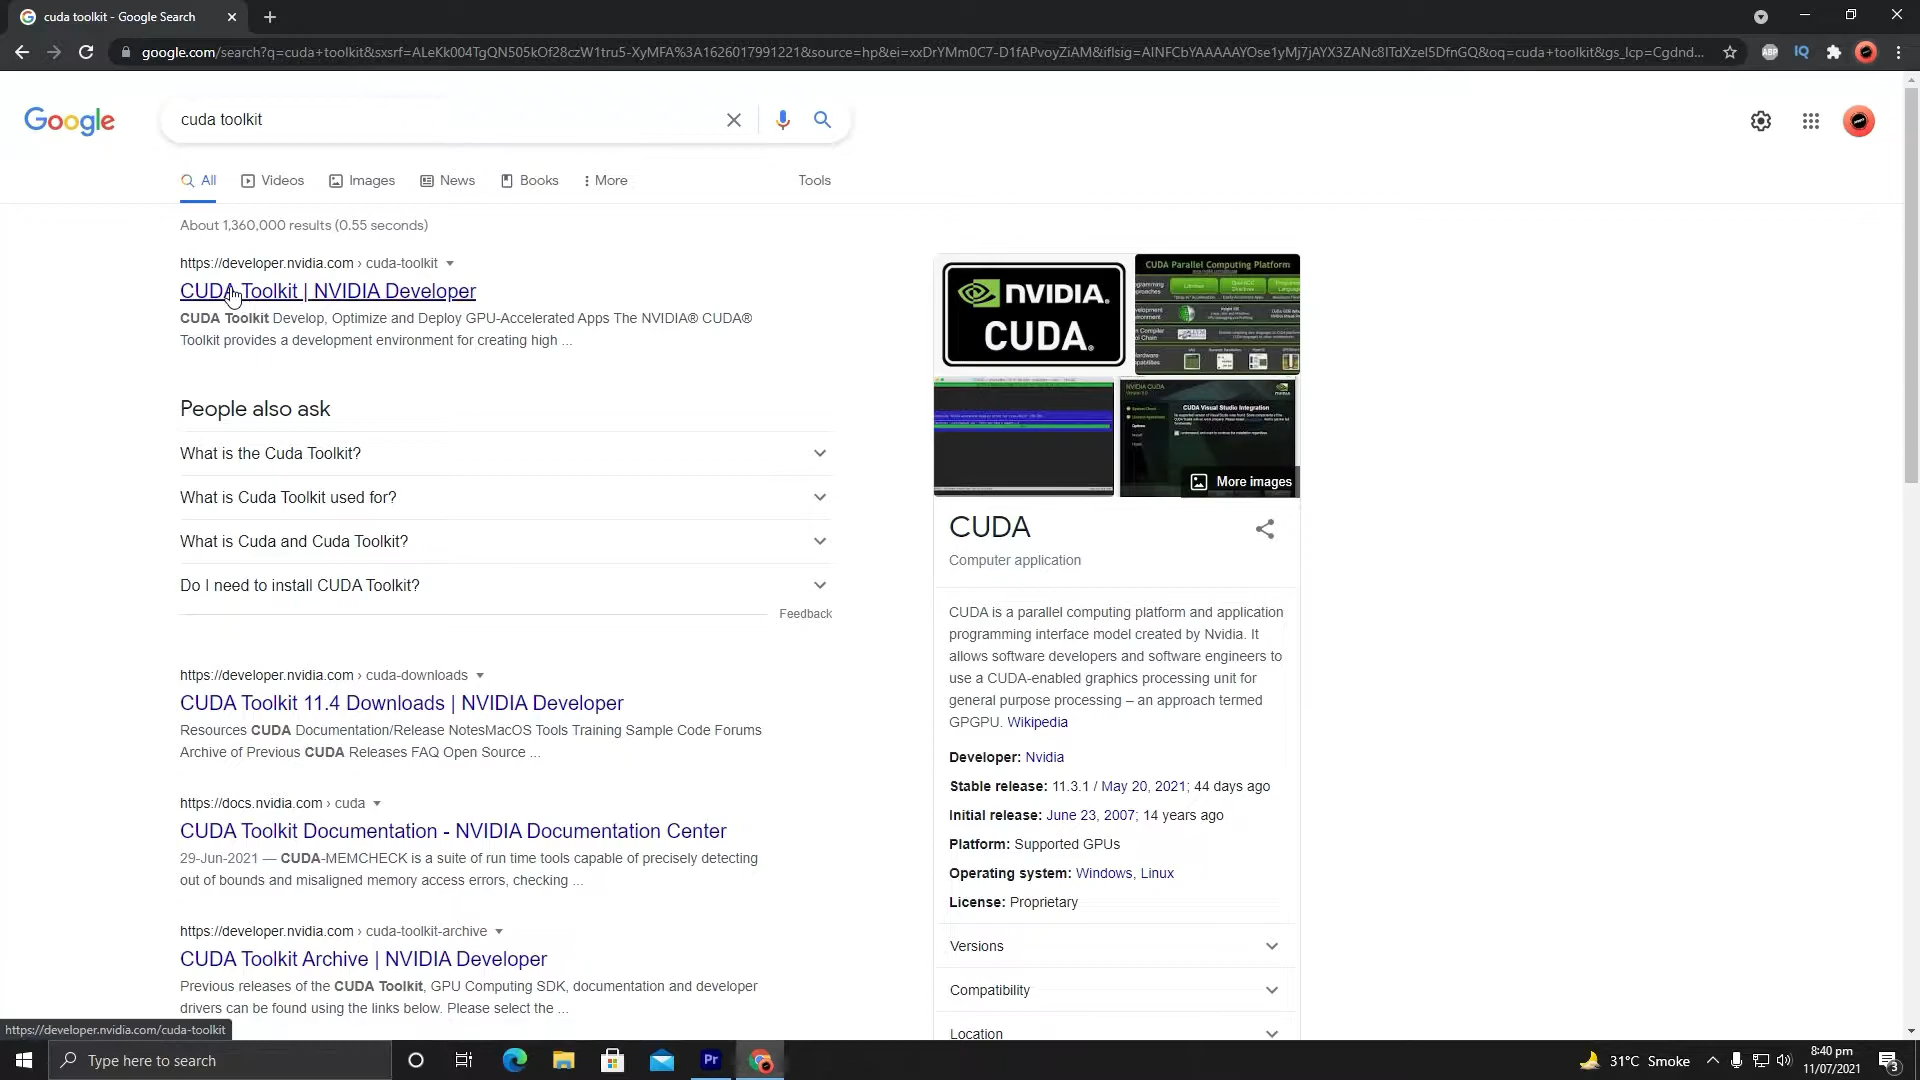 cuda toolkit - Google Search
google.com/search?q=cuda+toolkit&sxsrf=ALeKk004TgQN505kOf28czW1tru5-XyMFA%3A1626017991221&source=hp&ei=xxDrYMm0C7-D1fAPvoyZiAM&iflsig=AINFCbYAAAAAYOse1yMj7jAYX3ZANc8ITdXzel5DfnGQ&oq=cuda+toolkit&gs_lcp=Cgdnd...
ABP
IQ
Google
cuda toolkit
All
Videos
Images
News
Books
More
Tools
About 1,360,000 results (0.55 seconds)
https://developer.nvidia.com › cuda-toolkit
CUDA Toolkit | NVIDIA Developer
CUDA Toolkit Develop, Optimize and Deploy GPU-Accelerated Apps The NVIDIA® CUDA®
Toolkit provides a development environment for creating high ...
People also ask
What is the Cuda Toolkit?
What is Cuda Toolkit used for?
What is Cuda and Cuda Toolkit?
Do I need to install CUDA Toolkit?
Feedback
https://developer.nvidia.com › cuda-downloads
CUDA Toolkit 11.4 Downloads | NVIDIA Developer
Resources CUDA Documentation/Release NotesMacOS Tools Training Sample Code Forums
Archive of Previous CUDA Releases FAQ Open Source ...
https://docs.nvidia.com › cuda
CUDA Toolkit Documentation - NVIDIA Documentation Center
29-Jun-2021 — CUDA-MEMCHECK is a suite of run time tools capable of precisely detecting
out of bounds and misaligned memory access errors, checking ...
https://developer.nvidia.com › cuda-toolkit-archive
CUDA Toolkit Archive | NVIDIA Developer
Previous releases of the CUDA Toolkit, GPU Computing SDK, documentation and developer
drivers can be found using the links below. Please select the ...
NVIDIA.
CUDA.
CUDA Parallel Computing Platform
CUDA Visual Studio Integration
More images
CUDA
Computer application
CUDA is a parallel computing platform and application
programming interface model created by Nvidia. It
allows software developers and software engineers to
use a CUDA-enabled graphics processing unit for
general purpose processing – an approach termed
GPGPU. Wikipedia
Developer: Nvidia
Stable release: 11.3.1 / May 20, 2021; 44 days ago
Initial release: June 23, 2007; 14 years ago
Platform: Supported GPUs
Operating system: Windows, Linux
License: Proprietary
Versions
Compatibility
Location
https://developer.nvidia.com/cuda-toolkit
Type here to search
Pr
31°C Smoke
8:40 pm
11/07/2021
3